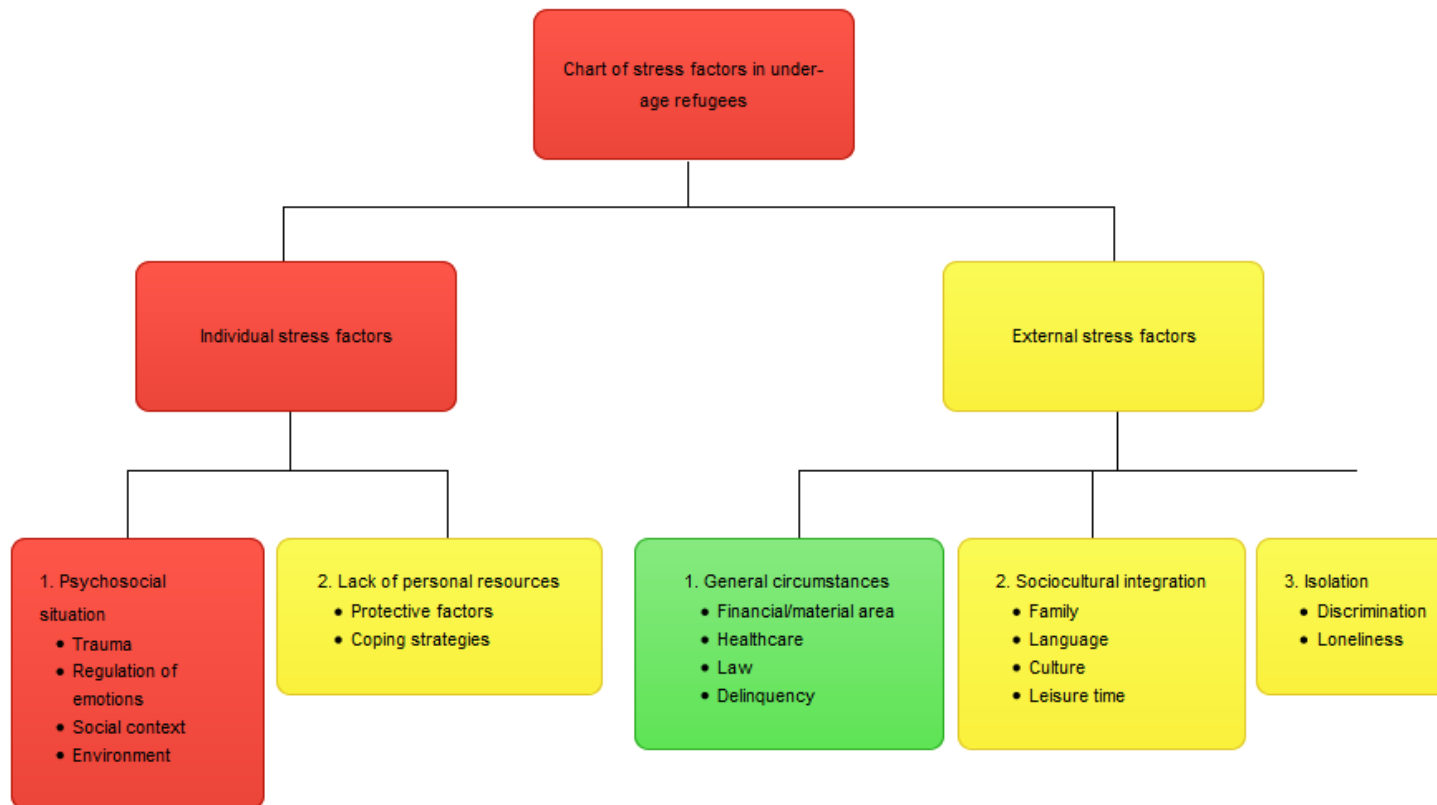 Chart of stress factors in under-
age refugees
Individual stress factors
External stress factors
1. Psychosocial
situation
• Trauma
• Regulation of
emotions
• Social context
• Environment
2. Lack of personal resources
• Protective factors
• Coping strategies
1. General circumstances
• Financial/material area
• Healthcare
• Law
• Delinquency
2. Sociocultural integration
• Family
• Language
• Culture
• Leisure time
3. Isolation
• Discrimination
• Loneliness